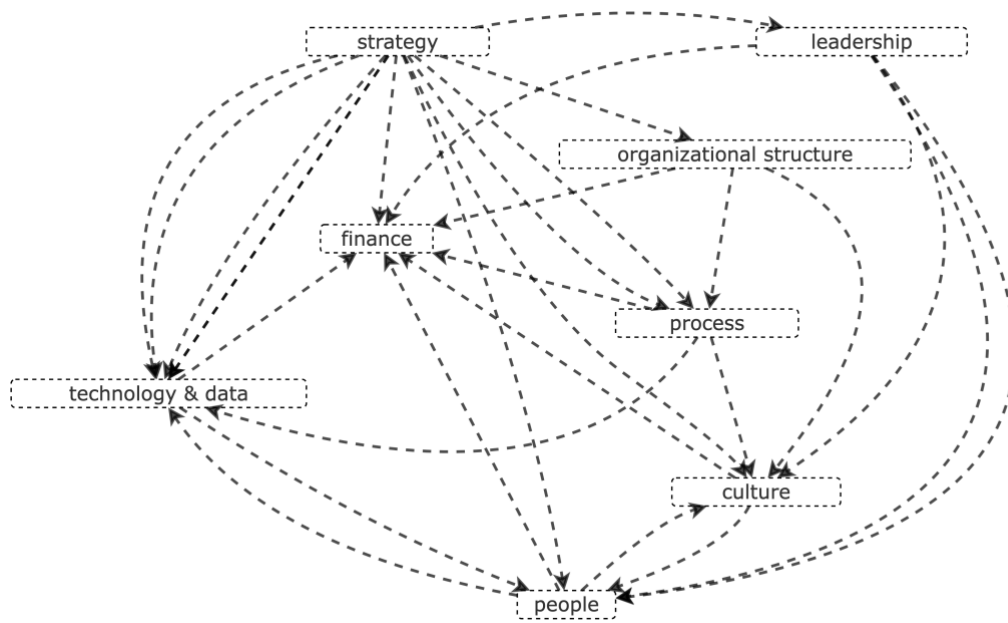 strategy
leadership
organizational structure
finance
process
technology & data
culture
people